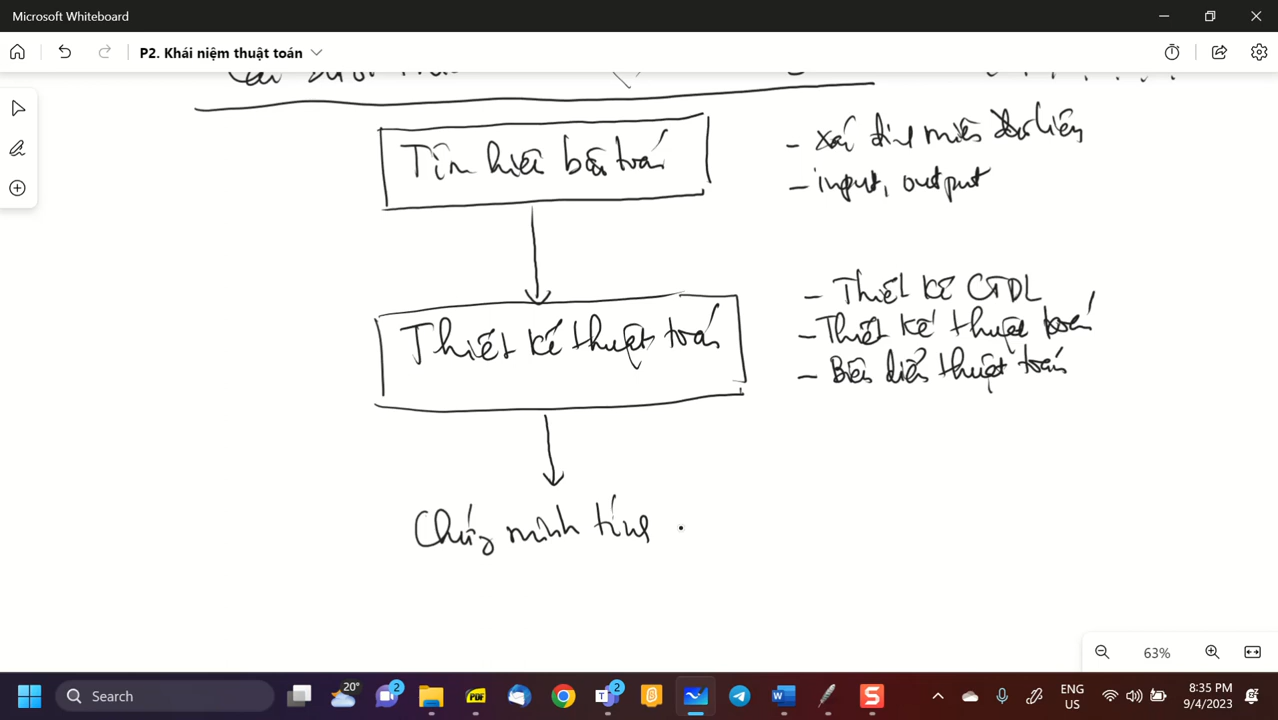 Microsoft Whiteboard
P2. Khái niệm thuật toán
Tìm hiểu bài toán
- xác định miền dữ liệu
- input, output
Thiết kế thuật toán
- Thiết kế CTDL
- Thiết kế thuật toán
- Biểu diễn thuật toán
Chứng minh tính
63%
Search
20°
2
2
ENG
US
8:35 PM
9/4/2023